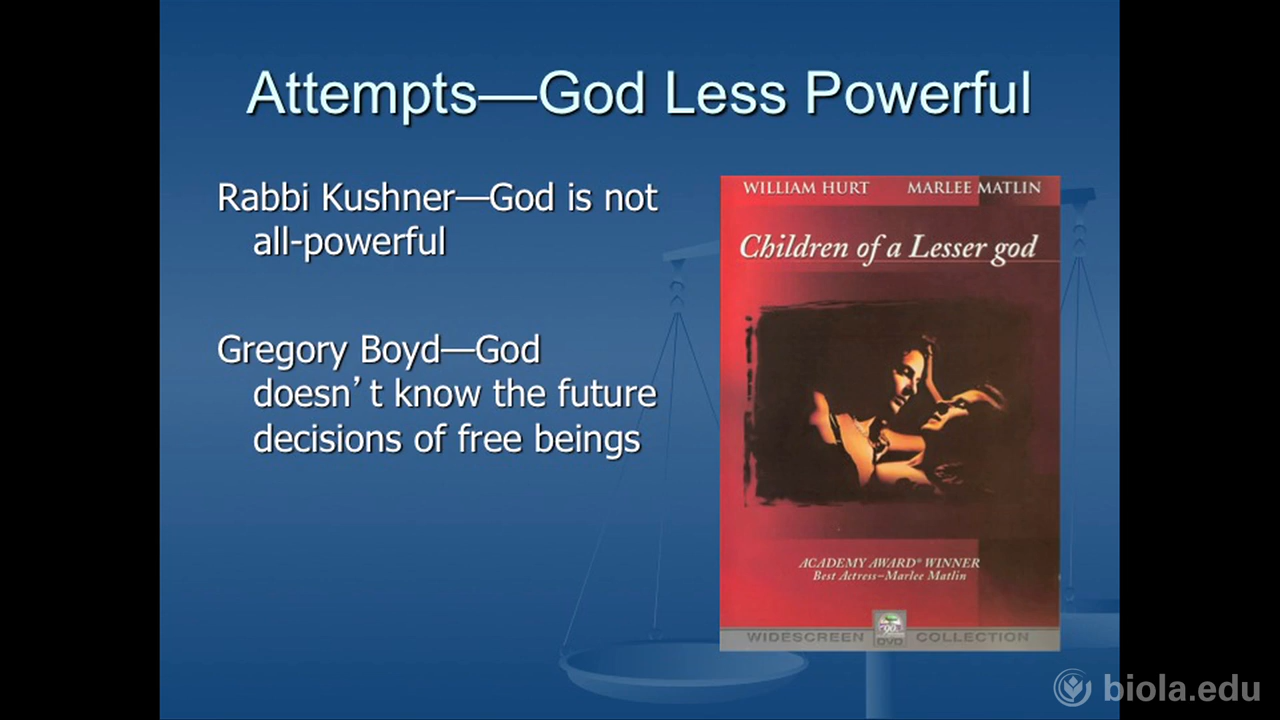 Attempts—God Less Powerful
Rabbi Kushner—God is not
all-powerful
Gregory Boyd—God
doesn’t know the future
decisions of free beings
WILLIAM HURT MARLEE MATLIN
Children of a Lesser god
ACADEMY AWARD® WINNER
Best Actress–Marlee Matlin
WIDESCREEN DVD COLLECTION
biola.edu